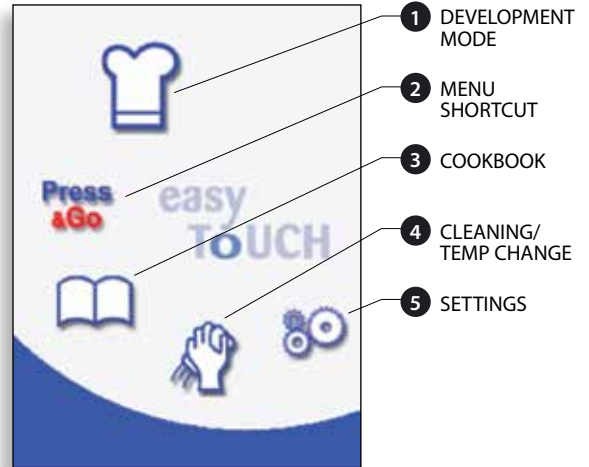 1 DEVELOPMENT
MODE
2 MENU
SHORTCUT
Press
&Go
easy
ToUCH
3 COOKBOOK
4 CLEANING/
TEMP CHANGE
5 SETTINGS